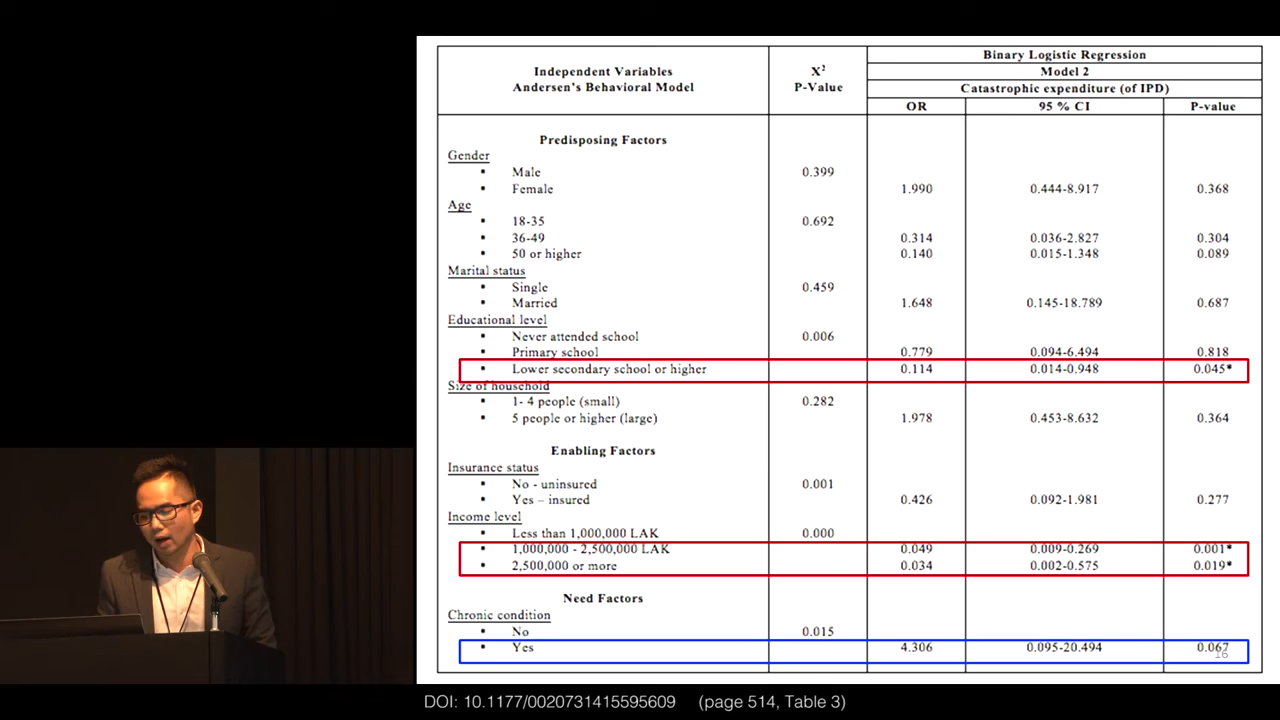 Independent Variables
Andersen's Behavioral Model
X²
P-Value
Binary Logistic Regression
Model 2
Catastrophic expenditure (of IPD)
OR 95 % CI P-value
Predisposing Factors
Gender
▪ Male 0.399
▪ Female 1.990 0.444-8.917 0.368
Age
▪ 18-35 0.692
▪ 36-49 0.314 0.036-2.827 0.304
▪ 50 or higher 0.140 0.015-1.348 0.089
Marital status
▪ Single 0.459
▪ Married 1.648 0.145-18.789 0.687
Educational level
▪ Never attended school 0.006
▪ Primary school 0.779 0.094-6.494 0.818
▪ Lower secondary school or higher 0.114 0.014-0.948 0.045*
Size of household
▪ 1- 4 people (small) 0.282
▪ 5 people or higher (large) 1.978 0.453-8.632 0.364
Enabling Factors
Insurance status
▪ No - uninsured 0.001
▪ Yes – insured 0.426 0.092-1.981 0.277
Income level
▪ Less than 1,000,000 LAK 0.000
▪ 1,000,000 - 2,500,000 LAK 0.049 0.009-0.269 0.001*
▪ 2,500,000 or more 0.034 0.002-0.575 0.019*
Need Factors
Chronic condition
▪ No 0.015
▪ Yes 4.306 0.095-20.494 0.067
16
DOI: 10.1177/0020731415595609 (page 514, Table 3)